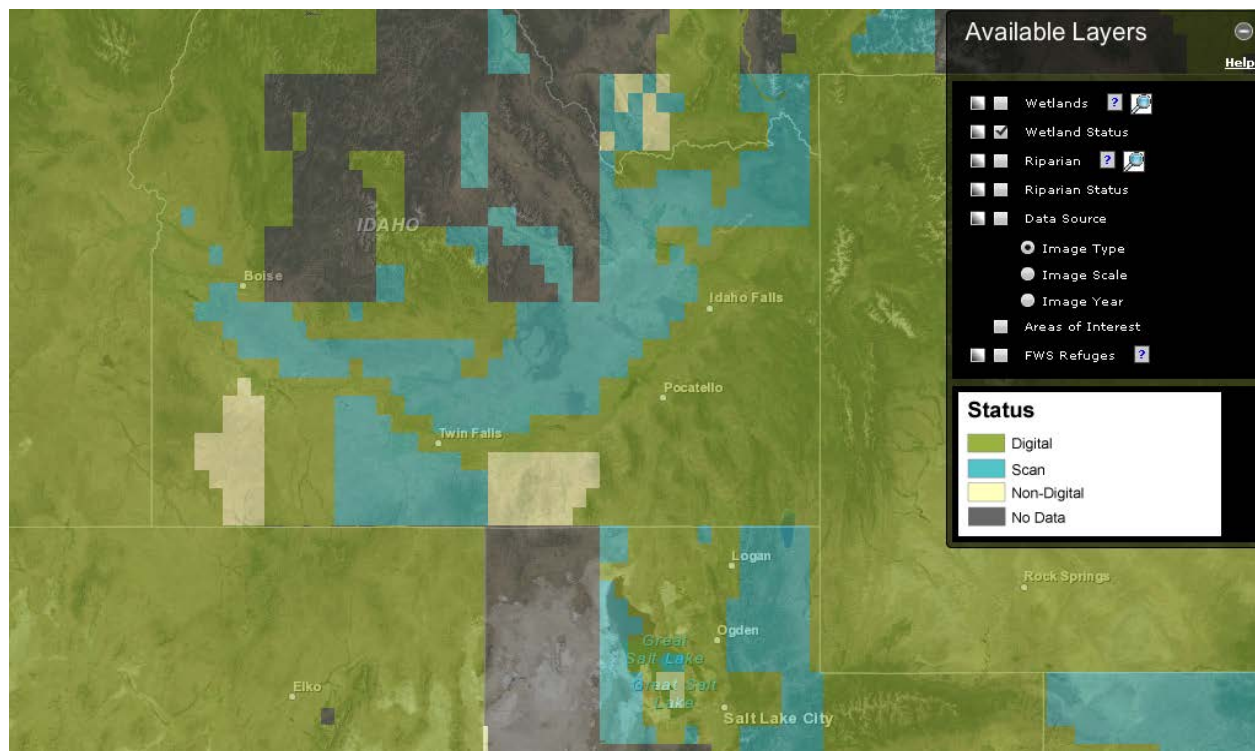 Available Layers
Help
Wetlands ?
Wetland Status
Riparian ?
Riparian Status
Data Source
Image Type
Image Scale
Image Year
Areas of Interest
FWS Refuges ?
Status
Digital
Scan
Non-Digital
No Data
IDAHO
Boise
Idaho Falls
Pocatello
Twin Falls
Logan
Rock Springs
Ogden
Great
Salt Lake
Great Salt
Lake
Elko
Salt Lake City